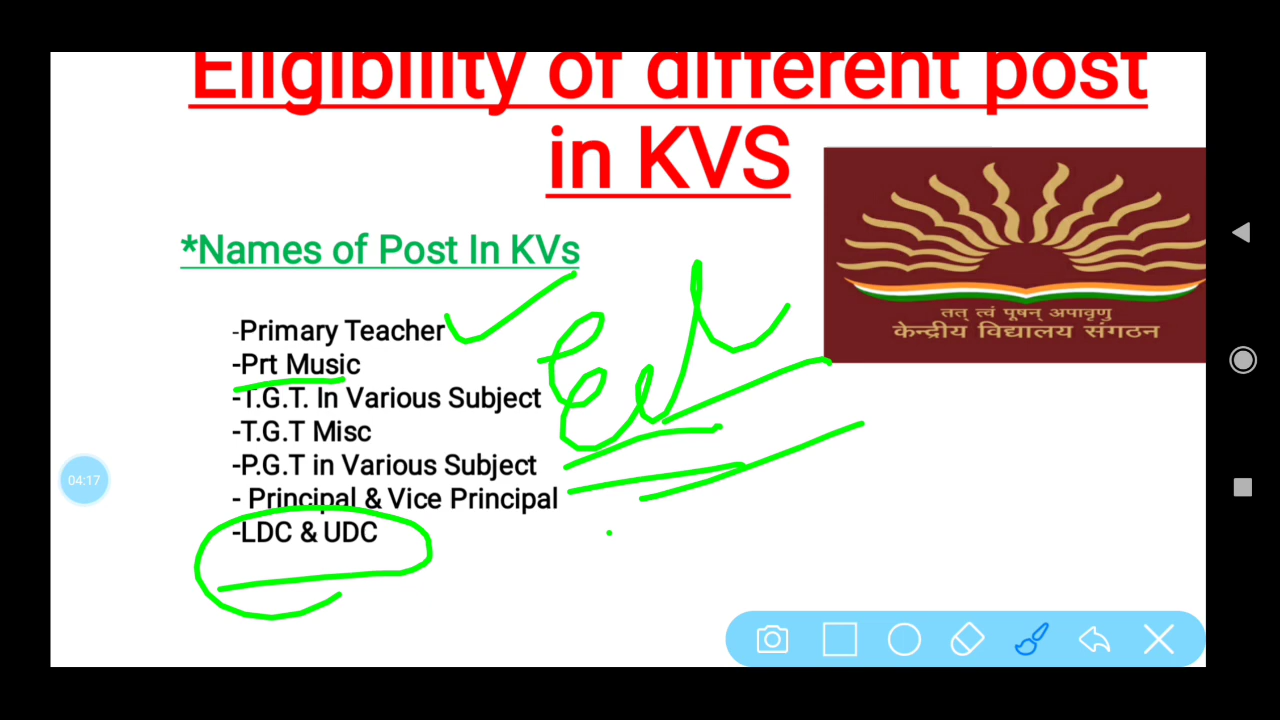 Eligibility of different post
in KVS
*Names of Post In KVs
-Primary Teacher
-Prt Music
-T.G.T. In Various Subject
-T.G.T Misc
-P.G.T in Various Subject
- Principal & Vice Principal
-LDC & UDC
तत् त्वं पूषन् अपावृणु
केन्द्रीय विद्यालय संगठन
04:17